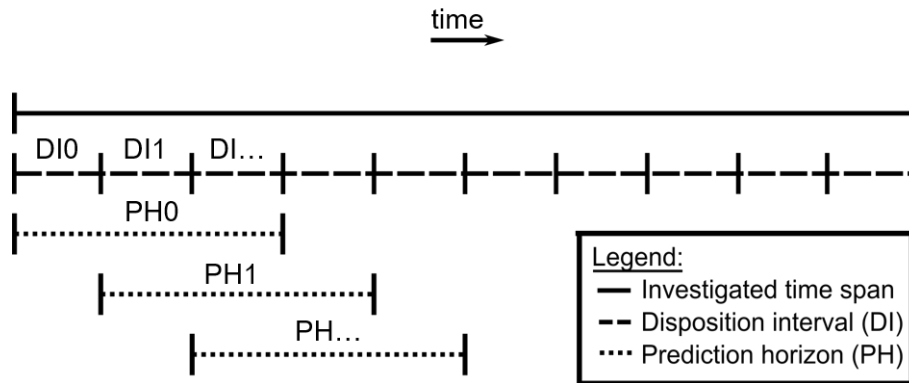 time
DI0 DI1 DI…
PH0
PH1
PH…
Legend:
Investigated time span
Disposition interval (DI)
Prediction horizon (PH)